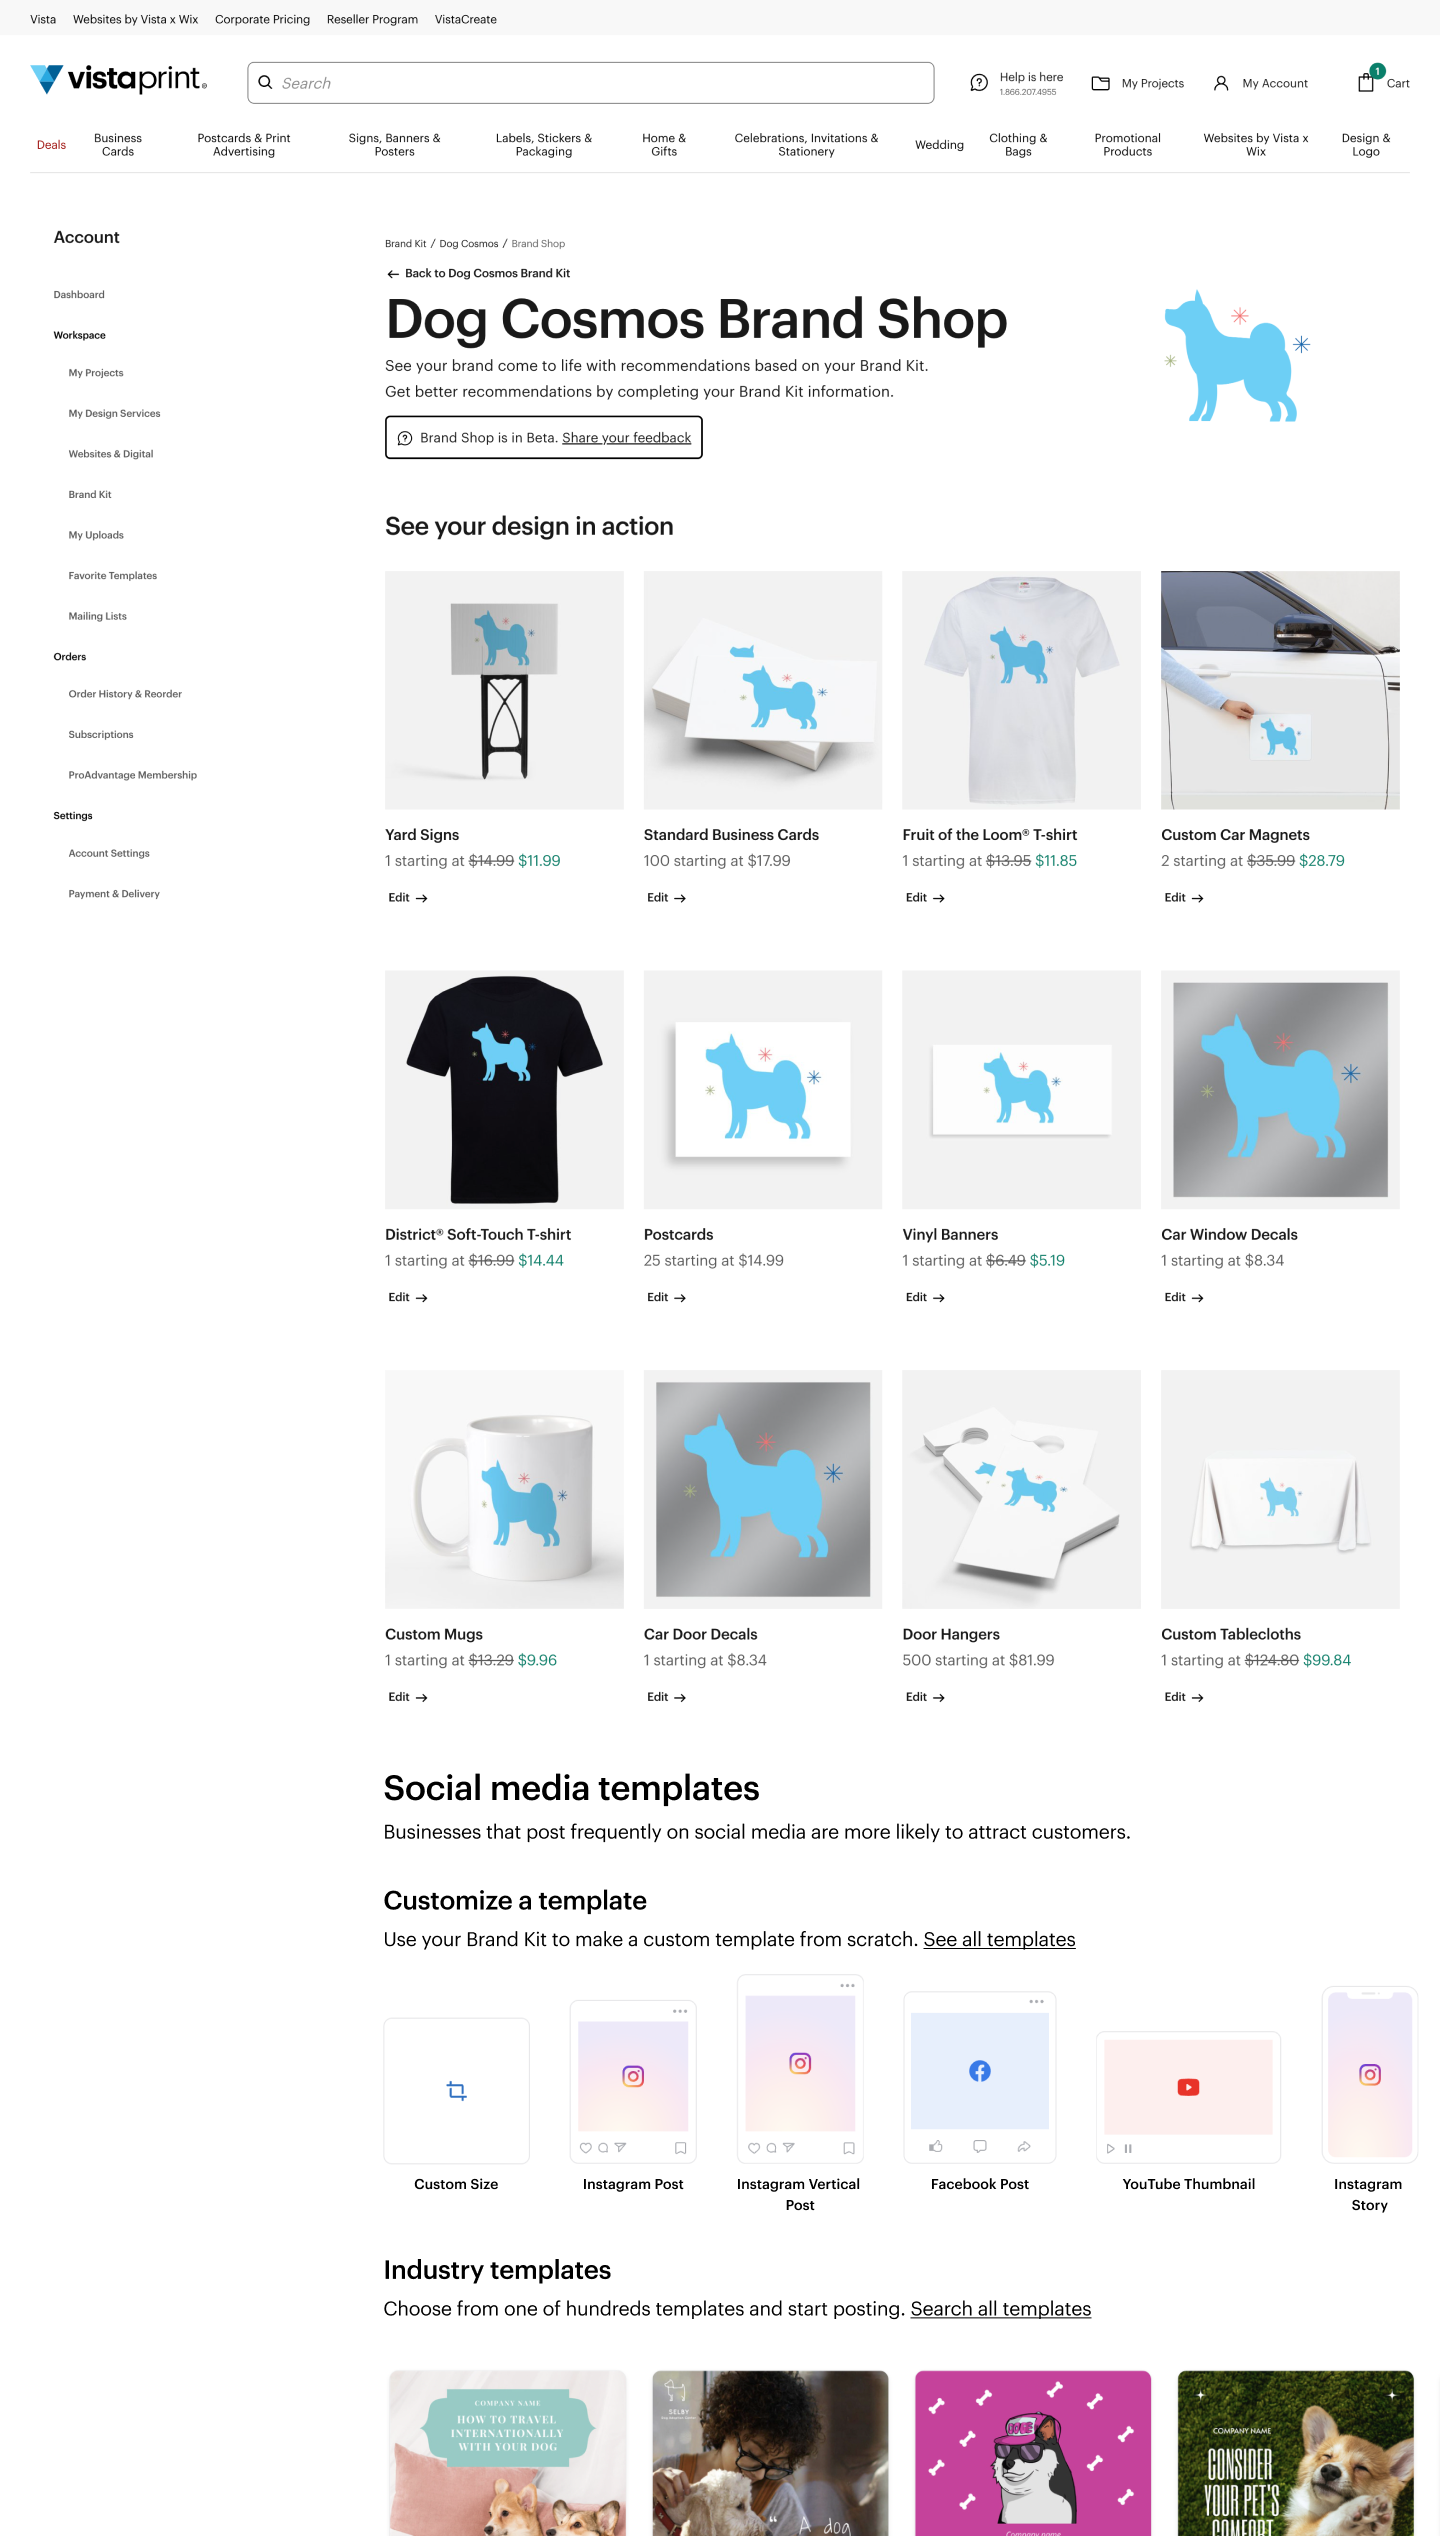 Vista Websites by Vista x Wix Corporate Pricing Reseller Program VistaCreate
vistaprint.®
Search
Help is here
1.866.207.4955
My Projects
My Account
1
Cart
Deals
Business Cards
Postcards & Print Advertising
Signs, Banners & Posters
Labels, Stickers & Packaging
Home & Gifts
Celebrations, Invitations & Stationery
Wedding
Clothing & Bags
Promotional Products
Websites by Vista x Wix
Design & Logo
Account
Dashboard
Workspace
My Projects
My Design Services
Websites & Digital
Brand Kit
My Uploads
Favorite Templates
Mailing Lists
Orders
Order History & Reorder
Subscriptions
ProAdvantage Membership
Settings
Account Settings
Payment & Delivery
Brand Kit / Dog Cosmos / Brand Shop
← Back to Dog Cosmos Brand Kit
Dog Cosmos Brand Shop
See your brand come to life with recommendations based on your Brand Kit.
Get better recommendations by completing your Brand Kit information.
Brand Shop is in Beta. Share your feedback
See your design in action
Yard Signs
1 starting at $14.99 $11.99
Edit →
Standard Business Cards
100 starting at $17.99
Edit →
Fruit of the Loom® T-shirt
1 starting at $13.95 $11.85
Edit →
Custom Car Magnets
2 starting at $35.99 $28.79
Edit →
District® Soft-Touch T-shirt
1 starting at $16.99 $14.44
Edit →
Postcards
25 starting at $14.99
Edit →
Vinyl Banners
1 starting at $6.49 $5.19
Edit →
Car Window Decals
1 starting at $8.34
Edit →
Custom Mugs
1 starting at $13.29 $9.96
Edit →
Car Door Decals
1 starting at $8.34
Edit →
Door Hangers
500 starting at $81.99
Edit →
Custom Tablecloths
1 starting at $124.80 $99.84
Edit →
Social media templates
Businesses that post frequently on social media are more likely to attract customers.
Customize a template
Use your Brand Kit to make a custom template from scratch. See all templates
Custom Size
Instagram Post
Instagram Vertical
Post
Facebook Post
YouTube Thumbnail
Instagram
Story
Industry templates
Choose from one of hundreds templates and start posting. Search all templates
COMPANY NAME
HOW TO TRAVEL
INTERNATIONALLY
WITH YOUR DOG
SELBY
“ A dog
DOGE
Company name
COMPANY NAME
CONSIDER
YOUR PET'S
COMFORT